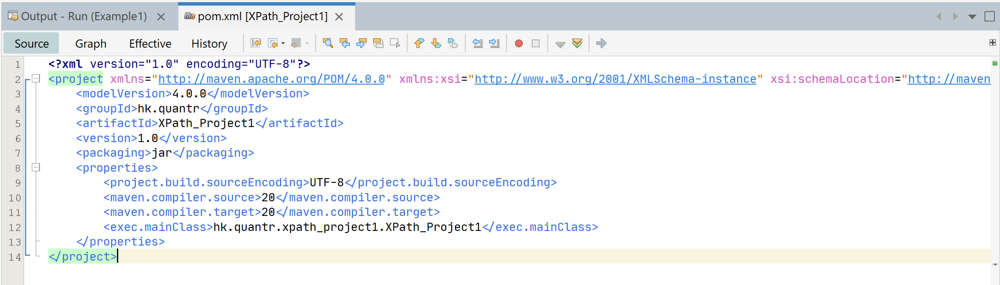 Output - Run (Example1)
pom.xml [XPath_Project1]
Source Graph Effective History
1 <?xml version="1.0" encoding="UTF-8"?>
2 <project xmlns="http://maven.apache.org/POM/4.0.0" xmlns:xsi="http://www.w3.org/2001/XMLSchema-instance" xsi:schemaLocation="http://maven
3 <modelVersion>4.0.0</modelVersion>
4 <groupId>hk.quantr</groupId>
5 <artifactId>XPath_Project1</artifactId>
6 <version>1.0</version>
7 <packaging>jar</packaging>
8 <properties>
9 <project.build.sourceEncoding>UTF-8</project.build.sourceEncoding>
10 <maven.compiler.source>20</maven.compiler.source>
11 <maven.compiler.target>20</maven.compiler.target>
12 <exec.mainClass>hk.quantr.xpath_project1.XPath_Project1</exec.mainClass>
13 </properties>
14 </project>